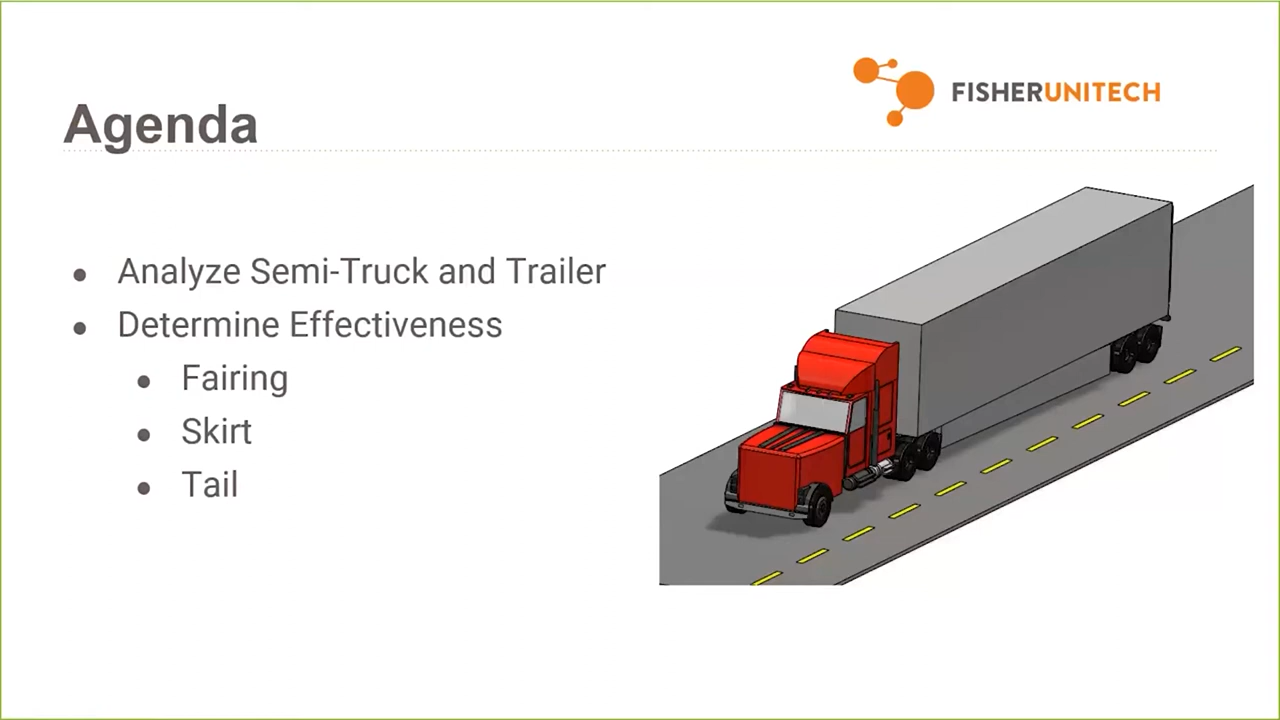 FISHERUNITECH
Agenda
Analyze Semi-Truck and Trailer
Determine Effectiveness
Fairing
Skirt
Tail